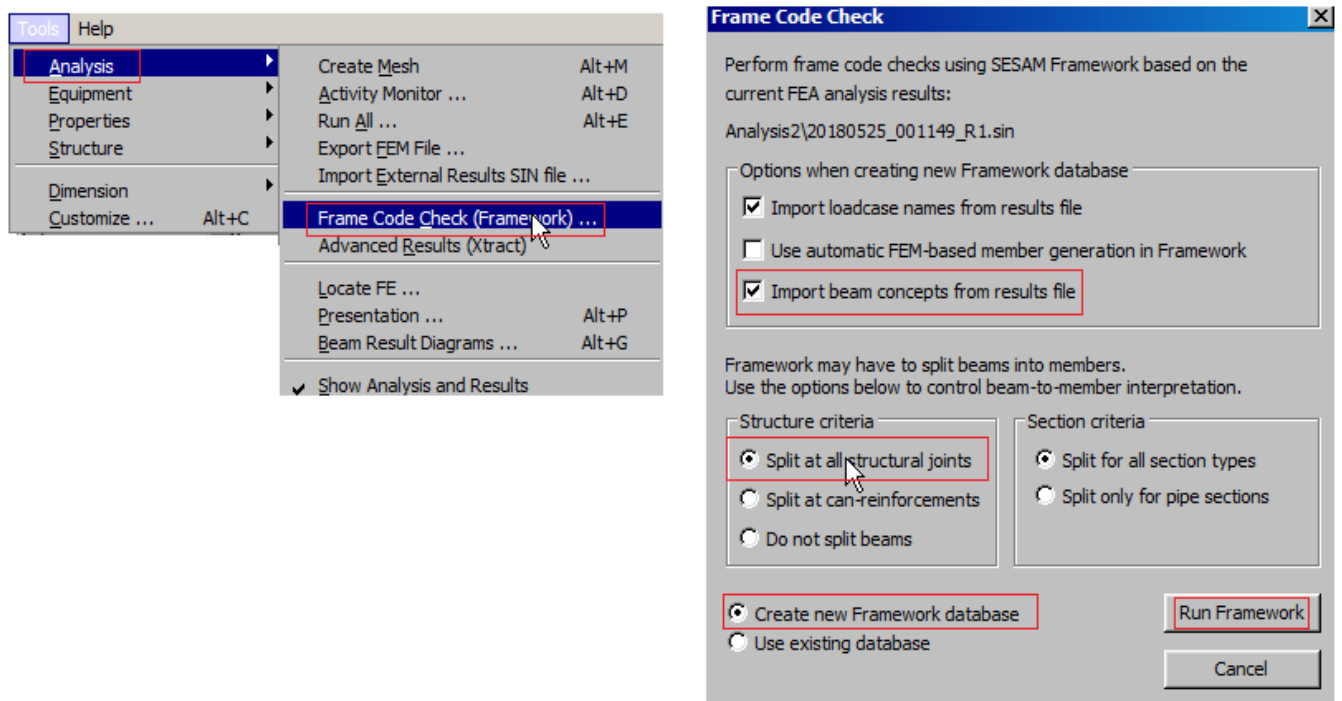 Tools Help
Analysis
Equipment
Properties
Structure
Dimension
Customize ... Alt+C
Create Mesh Alt+M
Activity Monitor ... Alt+D
Run All ... Alt+E
Export FEM File ...
Import External Results SIN file ...
Frame Code Check (Framework) ...
Advanced Results (Xtract)
Locate FE ...
Presentation ... Alt+P
Beam Result Diagrams ... Alt+G
Show Analysis and Results
Frame Code Check
Perform frame code checks using SESAM Framework based on the
current FEA analysis results:
Analysis2\20180525_001149_R1.sin
Options when creating new Framework database
Import loadcase names from results file
Use automatic FEM-based member generation in Framework
Import beam concepts from results file
Framework may have to split beams into members.
Use the options below to control beam-to-member interpretation.
Structure criteria
Split at all structural joints
Split at can-reinforcements
Do not split beams
Section criteria
Split for all section types
Split only for pipe sections
Create new Framework database
Use existing database
Run Framework
Cancel